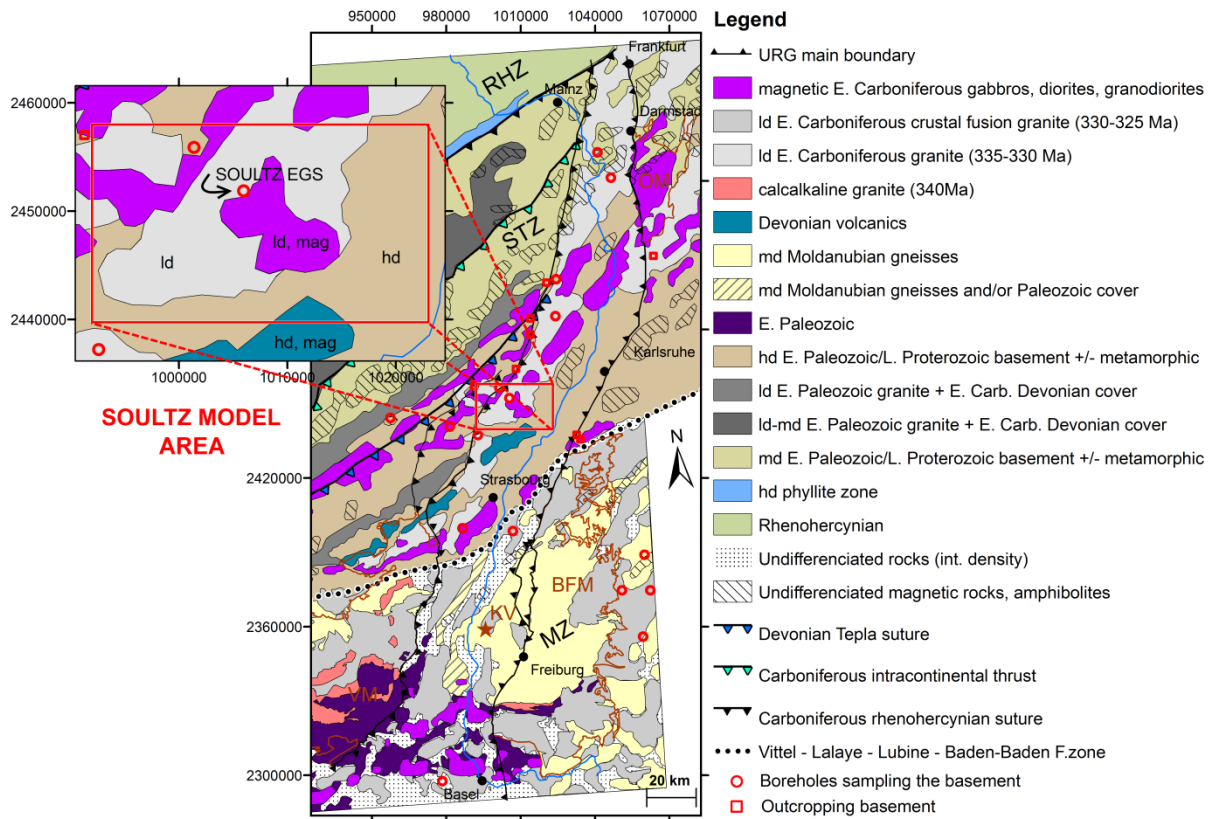 950000 980000 1010000 1040000 1070000
Legend
URG main boundary
magnetic E. Carboniferous gabbros, diorites, granodiorites
ld E. Carboniferous crustal fusion granite (330-325 Ma)
ld E. Carboniferous granite (335-330 Ma)
calcalkaline granite (340Ma)
Devonian volcanics
md Moldanubian gneisses
md Moldanubian gneisses and/or Paleozoic cover
E. Paleozoic
hd E. Paleozoic/L. Proterozoic basement +/- metamorphic
ld E. Paleozoic granite + E. Carb. Devonian cover
ld-md E. Paleozoic granite + E. Carb. Devonian cover
md E. Paleozoic/L. Proterozoic basement +/- metamorphic
hd phyllite zone
Rhenohercynian
Undifferenciated rocks (int. density)
Undifferenciated magnetic rocks, amphibolites
Devonian Tepla suture
Carboniferous intracontinental thrust
Carboniferous rhenohercynian suture
Vittel - Lalaye - Lubine - Baden-Baden F.zone
Boreholes sampling the basement
Outcropping basement
2460000
2450000
2440000
1000000 1010000 1020000
SOULTZ EGS
ld, mag
ld
hd
hd, mag
SOULTZ MODEL
AREA
2420000
2360000
2300000
Frankfurt
RHZ
Mainz
Darmstad
OM
STZ
Karlsruhe
N
Strasbourg
BFM
KV
MZ
Freiburg
VM
Basel
20 km